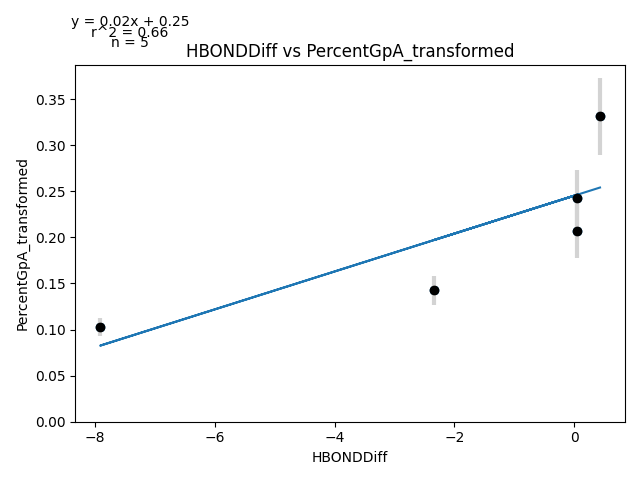 y = 0.02x + 0.25
r^2 = 0.66
n = 5
HBONDDiff vs PercentGpA_transformed
PercentGpA_transformed
0.35
0.30
0.25
0.20
0.15
0.10
0.05
0.00
−8
−6
−4
−2
0
HBONDDiff